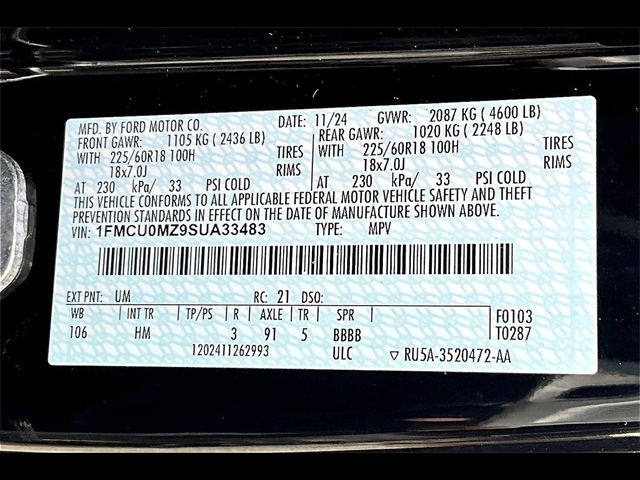 MFD. BY FORD MOTOR CO. DATE: 11/24 GVWR: 2087 KG ( 4600 LB)
FRONT GAWR: 1105 KG ( 2436 LB) REAR GAWR: 1020 KG ( 2248 LB)
WITH 225/60R18 100H TIRES WITH 225/60R18 100H TIRES
18x7.0J RIMS 18x7.0J RIMS
AT 230 kPa/ 33 PSI COLD AT 230 kPa/ 33 PSI COLD
THIS VEHICLE CONFORMS TO ALL APPLICABLE FEDERAL MOTOR VEHICLE SAFETY AND THEFT
PREVENTION STANDARDS IN EFFECT ON THE DATE OF MANUFACTURE SHOWN ABOVE.
VIN: 1FMCU0MZ9SUA33483 TYPE: MPV
EXT PNT: UM RC: 21 DSO:
WB INT TR TP/PS R AXLE TR SPR F0103
106 HM 3 91 5 BBBB T0287
1202411262993 ULC ▽ RU5A-3520472-AA